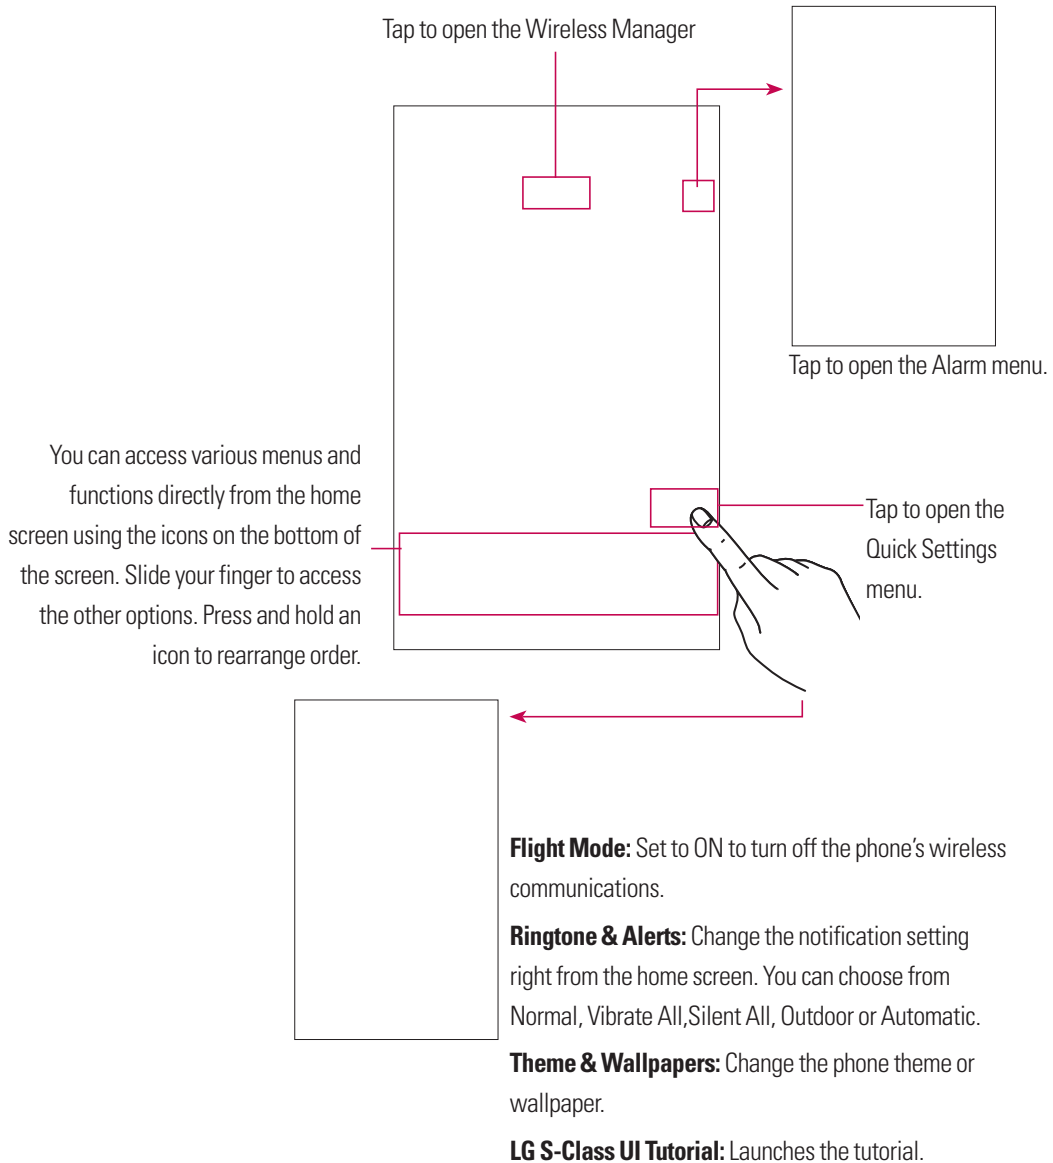 Tap to open the Wireless Manager
Tap to open the Alarm menu.
You can access various menus and
functions directly from the home
screen using the icons on the bottom of
the screen. Slide your finger to access
the other options. Press and hold an
icon to rearrange order.
Tap to open the
Quick Settings
menu.
Flight Mode: Set to ON to turn off the phone’s wireless
communications.
Ringtone & Alerts: Change the notification setting
right from the home screen. You can choose from
Normal, Vibrate All,Silent All, Outdoor or Automatic.
Theme & Wallpapers: Change the phone theme or
wallpaper.
LG S-Class UI Tutorial: Launches the tutorial.